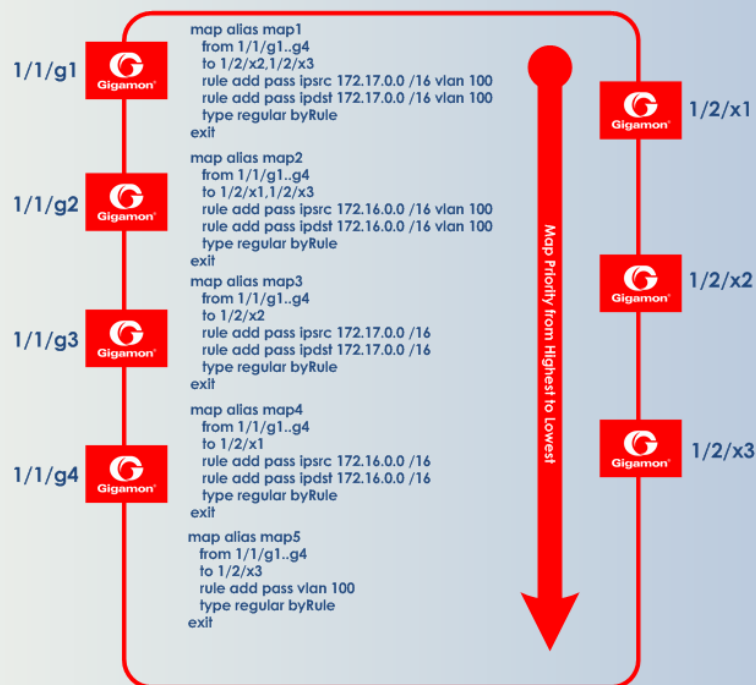 1/1/g1
Gigamon®
1/1/g2
Gigamon®
1/1/g3
Gigamon®
1/1/g4
Gigamon®
map alias map1
from 1/1/g1..g4
to 1/2/x2,1/2/x3
rule add pass ipsrc 172.17.0.0 /16 vlan 100
rule add pass ipdst 172.17.0.0 /16 vlan 100
type regular byRule
exit
map alias map2
from 1/1/g1..g4
to 1/2/x1,1/2/x3
rule add pass ipsrc 172.16.0.0 /16 vlan 100
rule add pass ipdst 172.16.0.0 /16 vlan 100
type regular byRule
exit
map alias map3
from 1/1/g1..g4
to 1/2/x2
rule add pass ipsrc 172.17.0.0 /16
rule add pass ipdst 172.17.0.0 /16
type regular byRule
exit
map alias map4
from 1/1/g1..g4
to 1/2/x1
rule add pass ipsrc 172.16.0.0 /16
rule add pass ipdst 172.16.0.0 /16
type regular byRule
exit
map alias map5
from 1/1/g1..g4
to 1/2/x3
rule add pass vlan 100
type regular byRule
exit
Map Priority from Highest to Lowest
Gigamon®
1/2/x1
Gigamon®
1/2/x2
Gigamon®
1/2/x3